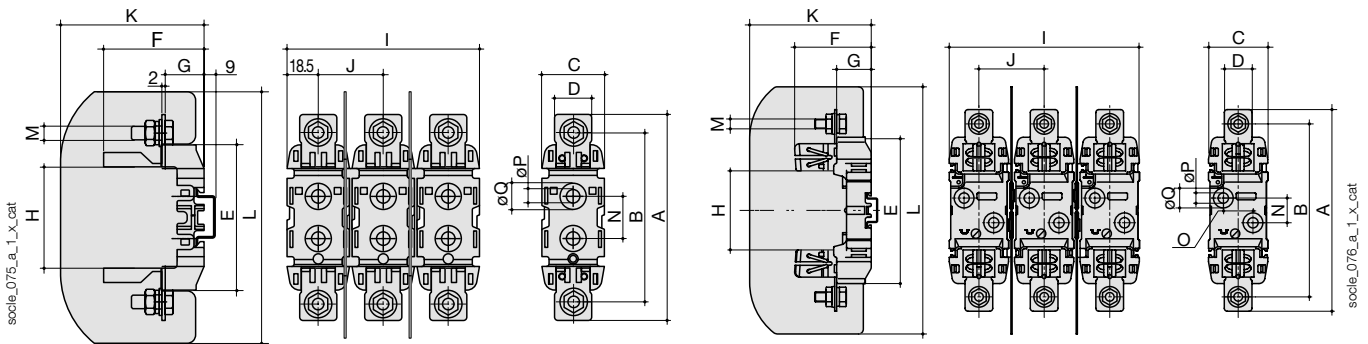 K
F
G
9
2
M
H
E
L
I
18.5
J
C
D
øP
øQ
N
B
A
socle_075_a_1_x_cat
K
F
G
M
H
E
L
I
J
C
D
øP
øQ
O
N
B
A
socle_076_a_1_x_cat